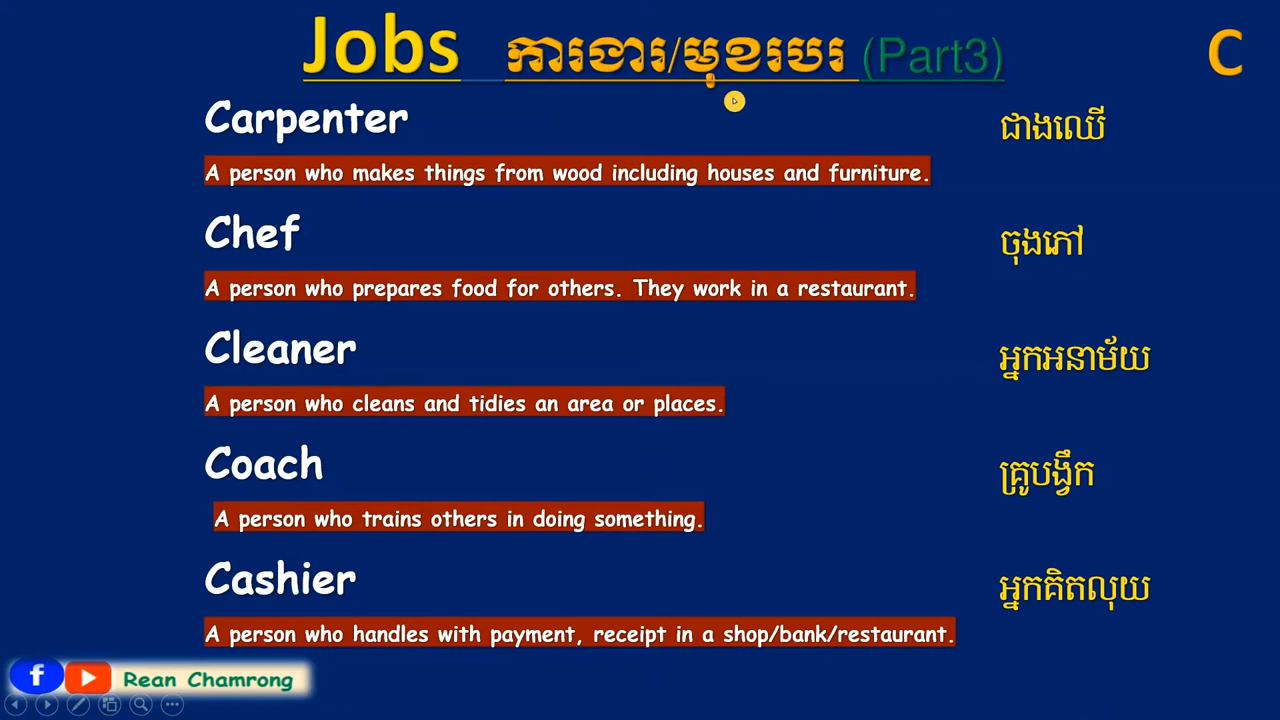 Jobs ការងារ/មុខរបរ (Part3) C
Carpenter ជាងឈើ
A person who makes things from wood including houses and furniture.
Chef ចុងភៅ
A person who prepares food for others. They work in a restaurant.
Cleaner អ្នកអនាម័យ
A person who cleans and tidies an area or places.
Coach គ្រូបង្វឹក
A person who trains others in doing something.
Cashier អ្នកគិតលុយ
A person who handles with payment, receipt in a shop/bank/restaurant.
f Rean Chamrong